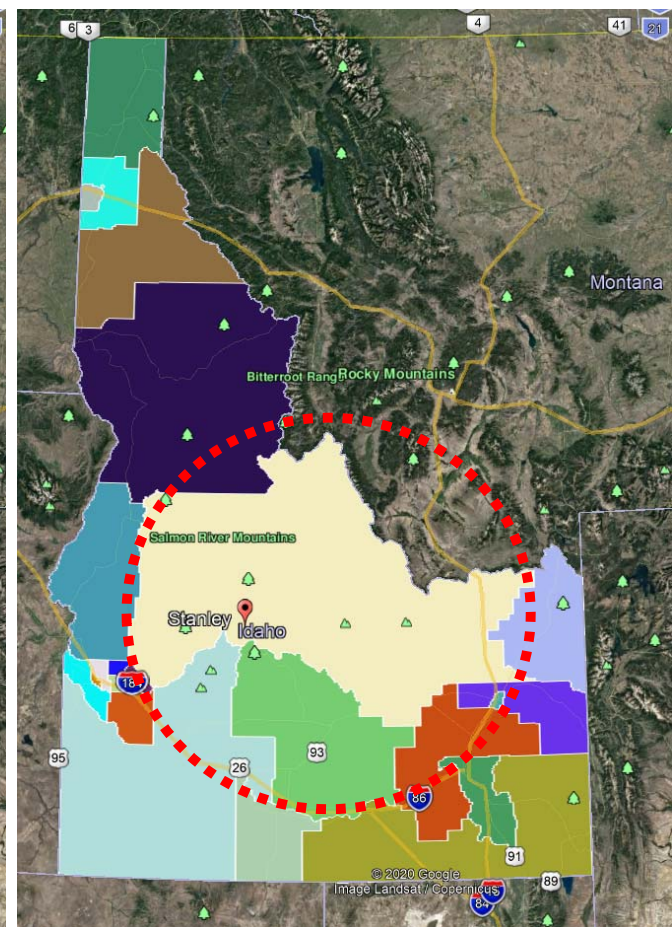 6 3
4
41
21
Montana
Bitterroot Rang
Rocky Mountains
Salmon River Mountains
Stanley
Idaho
184
95
26
93
86
91
© 2020 Google
89
Image Landsat / Copernicus
84